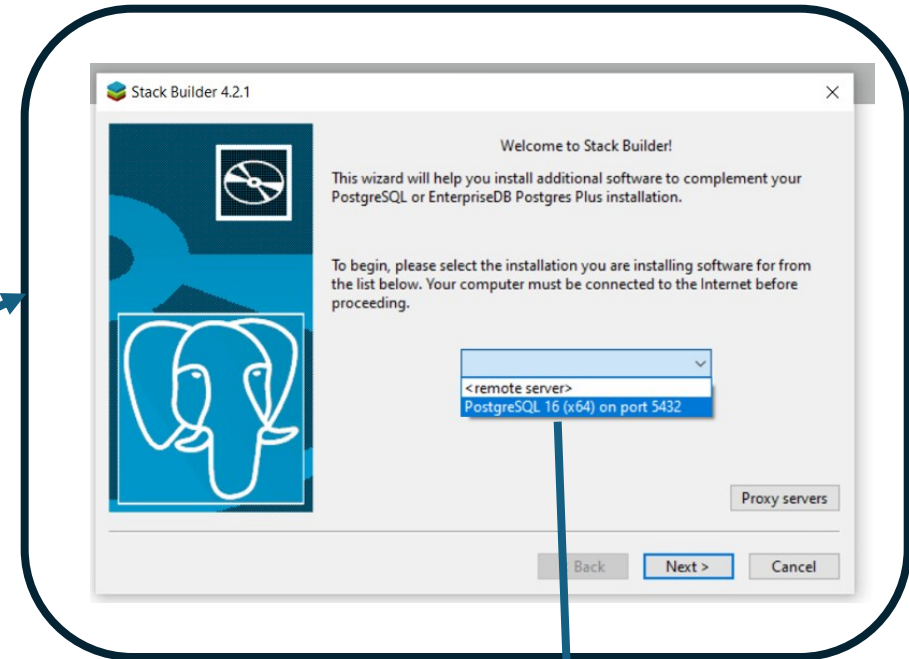 Stack Builder 4.2.1
Welcome to Stack Builder!
This wizard will help you install additional software to complement your
PostgreSQL or EnterpriseDB Postgres Plus installation.
To begin, please select the installation you are installing software for from
the list below. Your computer must be connected to the Internet before
proceeding.
<remote server>
PostgreSQL 16 (x64) on port 5432
Proxy servers
Back Next > Cancel